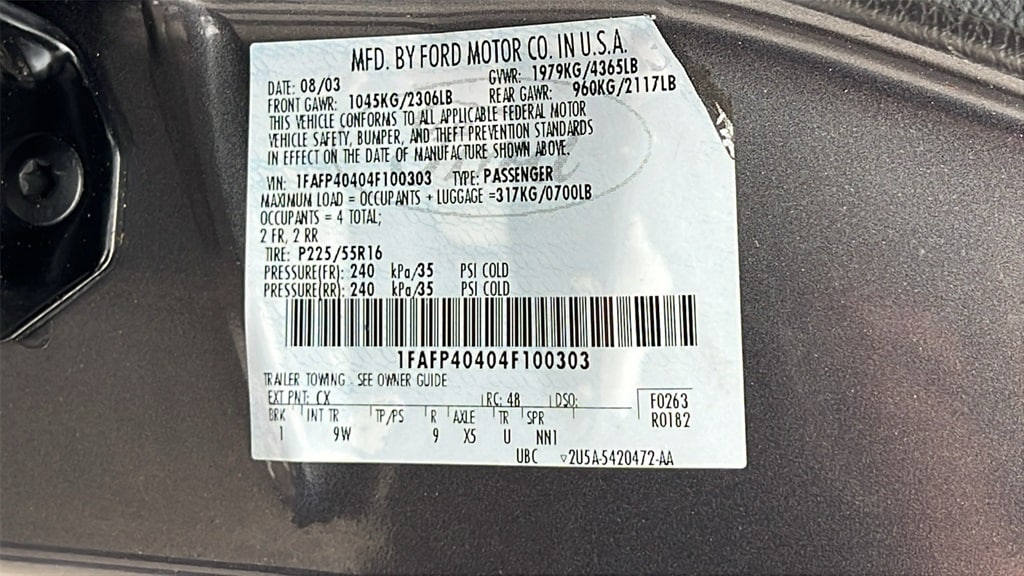 MFD. BY FORD MOTOR CO. IN U.S.A.
DATE: 08/03 GVWR: 1979KG/4365LB
FRONT GAWR: 1045KG/2306LB REAR GAWR: 960KG/2117LB
THIS VEHICLE CONFORMS TO ALL APPLICABLE FEDERAL MOTOR
VEHICLE SAFETY, BUMPER, AND THEFT PREVENTION STANDARDS
IN EFFECT ON THE DATE OF MANUFACTURE SHOWN ABOVE.
VIN: 1FAFP40404F100303 TYPE: PASSENGER
MAXIMUM LOAD = OCCUPANTS + LUGGAGE =317KG/0700LB
OCCUPANTS = 4 TOTAL;
2 FR, 2 RR
TIRE: P225/55R16
PRESSURE(FR): 240 kPa/35 PSI COLD
PRESSURE(RR): 240 kPa/35 PSI COLD
1FAFP40404F100303
TRAILER TOWING - SEE OWNER GUIDE
EXT PNT: CX RC: 48 DSO: F0263
BRK INT TR TP/PS R AXLE TR SPR R0182
1 9W 9 X5 U NN1
UBC ▽2U5A-5420472-AA